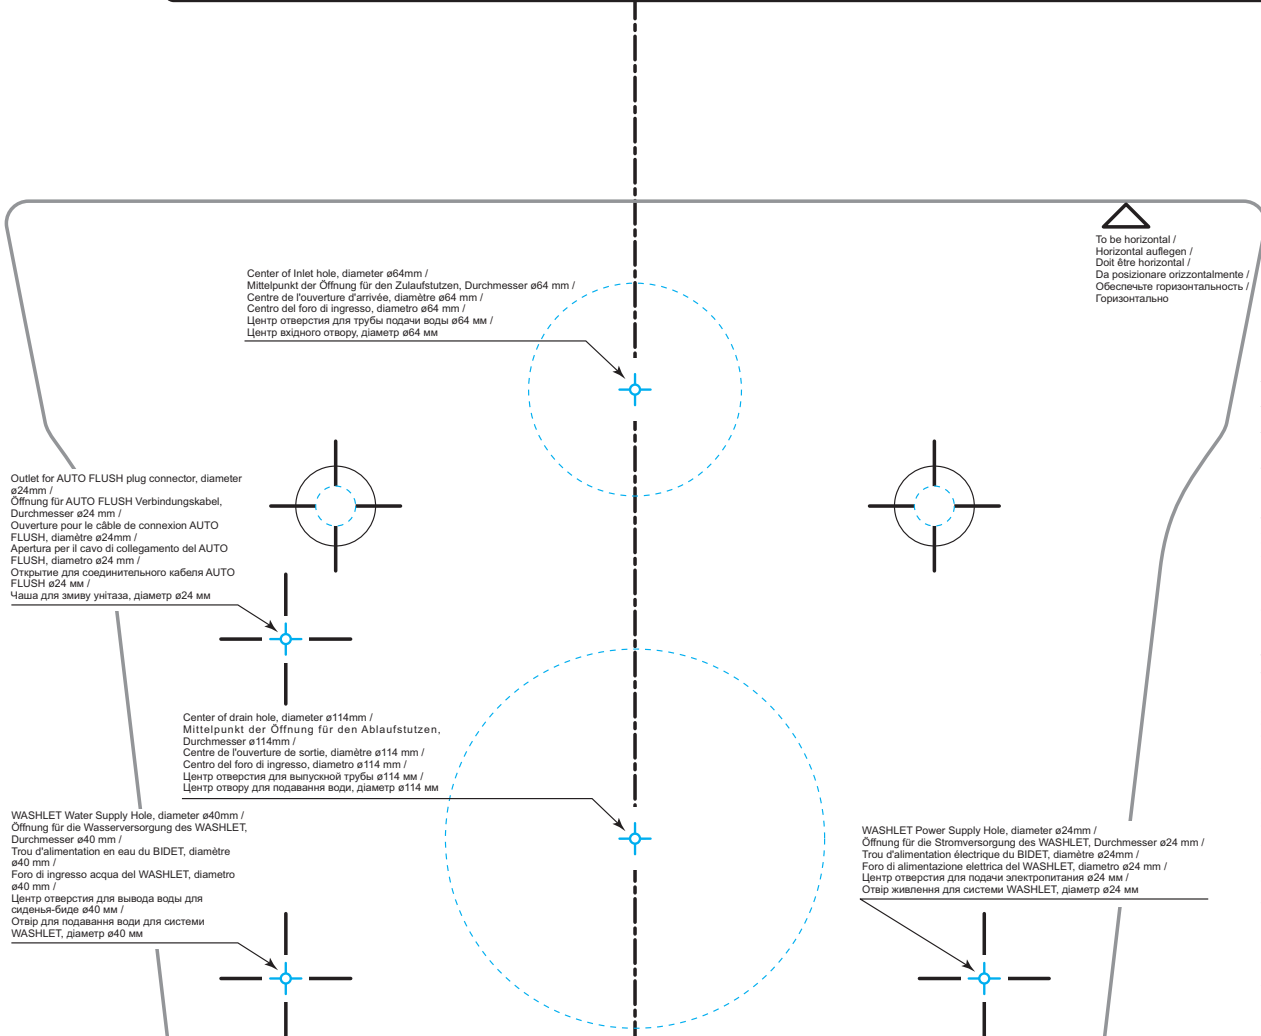 To be horizontal /
Horizontal auflegen /
Doit être horizontal /
Da posizionare orizzontalmente /
Обеспечьте горизонтальность /
Горизонтально
Center of Inlet hole, diameter ø64mm /
Mittelpunkt der Öffnung für den Zulaufstutzen, Durchmesser ø64 mm /
Centre de l'ouverture d'arrivée, diamètre ø64 mm /
Centro del foro di ingresso, diametro ø64 mm /
Центр отверстия для трубы подачи воды ø64 мм /
Центр вхідного отвору, діаметр ø64 мм
Outlet for AUTO FLUSH plug connector, diameter
ø24mm /
Öffnung für AUTO FLUSH Verbindungskabel,
Durchmesser ø24 mm /
Ouverture pour le câble de connexion AUTO
FLUSH, diamètre ø24mm /
Apertura per il cavo di collegamento del AUTO
FLUSH, diametro ø24 mm /
Открытие для соединительного кабеля AUTO
FLUSH ø24 мм /
Чаша для змиву унітаза, діаметр ø24 мм
Center of drain hole, diameter ø114mm /
Mittelpunkt der Öffnung für den Ablaufstutzen,
Durchmesser ø114mm /
Centre de l'ouverture de sortie, diamètre ø114 mm /
Centro del foro di ingresso, diametro ø114 mm /
Центр отверстия для выпускной трубы ø114 мм /
Центр отвору для подавання води, діаметр ø114 мм
WASHLET Water Supply Hole, diameter ø40mm /
Öffnung für die Wasserversorgung des WASHLET,
Durchmesser ø40 mm /
Trou d'alimentation en eau du BIDET, diamètre
ø40 mm /
Foro di ingresso acqua del WASHLET, diametro
ø40 mm /
Центр отверстия для вывода воды для
сиденья-биде ø40 мм /
Отвір для подавання води для системи
WASHLET, діаметр ø40 мм
WASHLET Power Supply Hole, diameter ø24mm /
Öffnung für die Stromversorgung des WASHLET, Durchmesser ø24 mm /
Trou d'alimentation électrique du BIDET, diamètre ø24mm /
Foro di alimentazione elettrica del WASHLET, diametro ø24 mm /
Центр отверстия для подачи электропитания ø24 мм /
Отвір живлення для системи WASHLET, діаметр ø24 мм